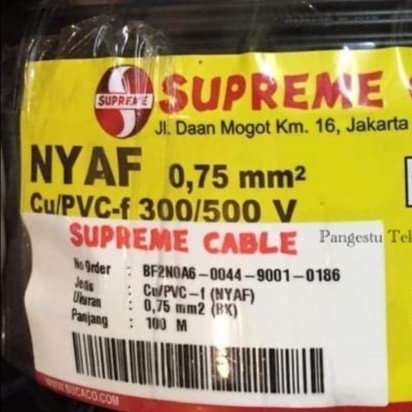 SUPREME
SUPREME
Jl. Daan Mogot Km. 16, Jakarta
NYAF 0,75 mm²
Cu/PVC-f 300/500 V
SUPREME CABLE
Pangestu Tek
No Order : BF2N0A6-0044-9001-0186
Jenis : Cu/PVC-f (NYAF)
Ukuran : 0,75 mm2 (BK)
Panjang : 100 M
WWW.SUCACO.COM